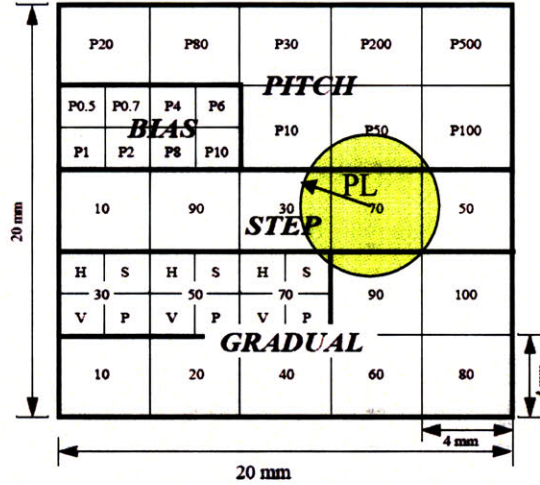 P20 P80 P30 P200 P500
PITCH
P0.5 P0.7 P4 P6
BIAS
P10 P50 P100
P1 P2 P8 P10
PL
10 90 30 70 50
STEP
H S H S H S
30 50 70 90 100
V P V P V P
GRADUAL
10 20 40 60 80
20 mm
4 mm
20 mm